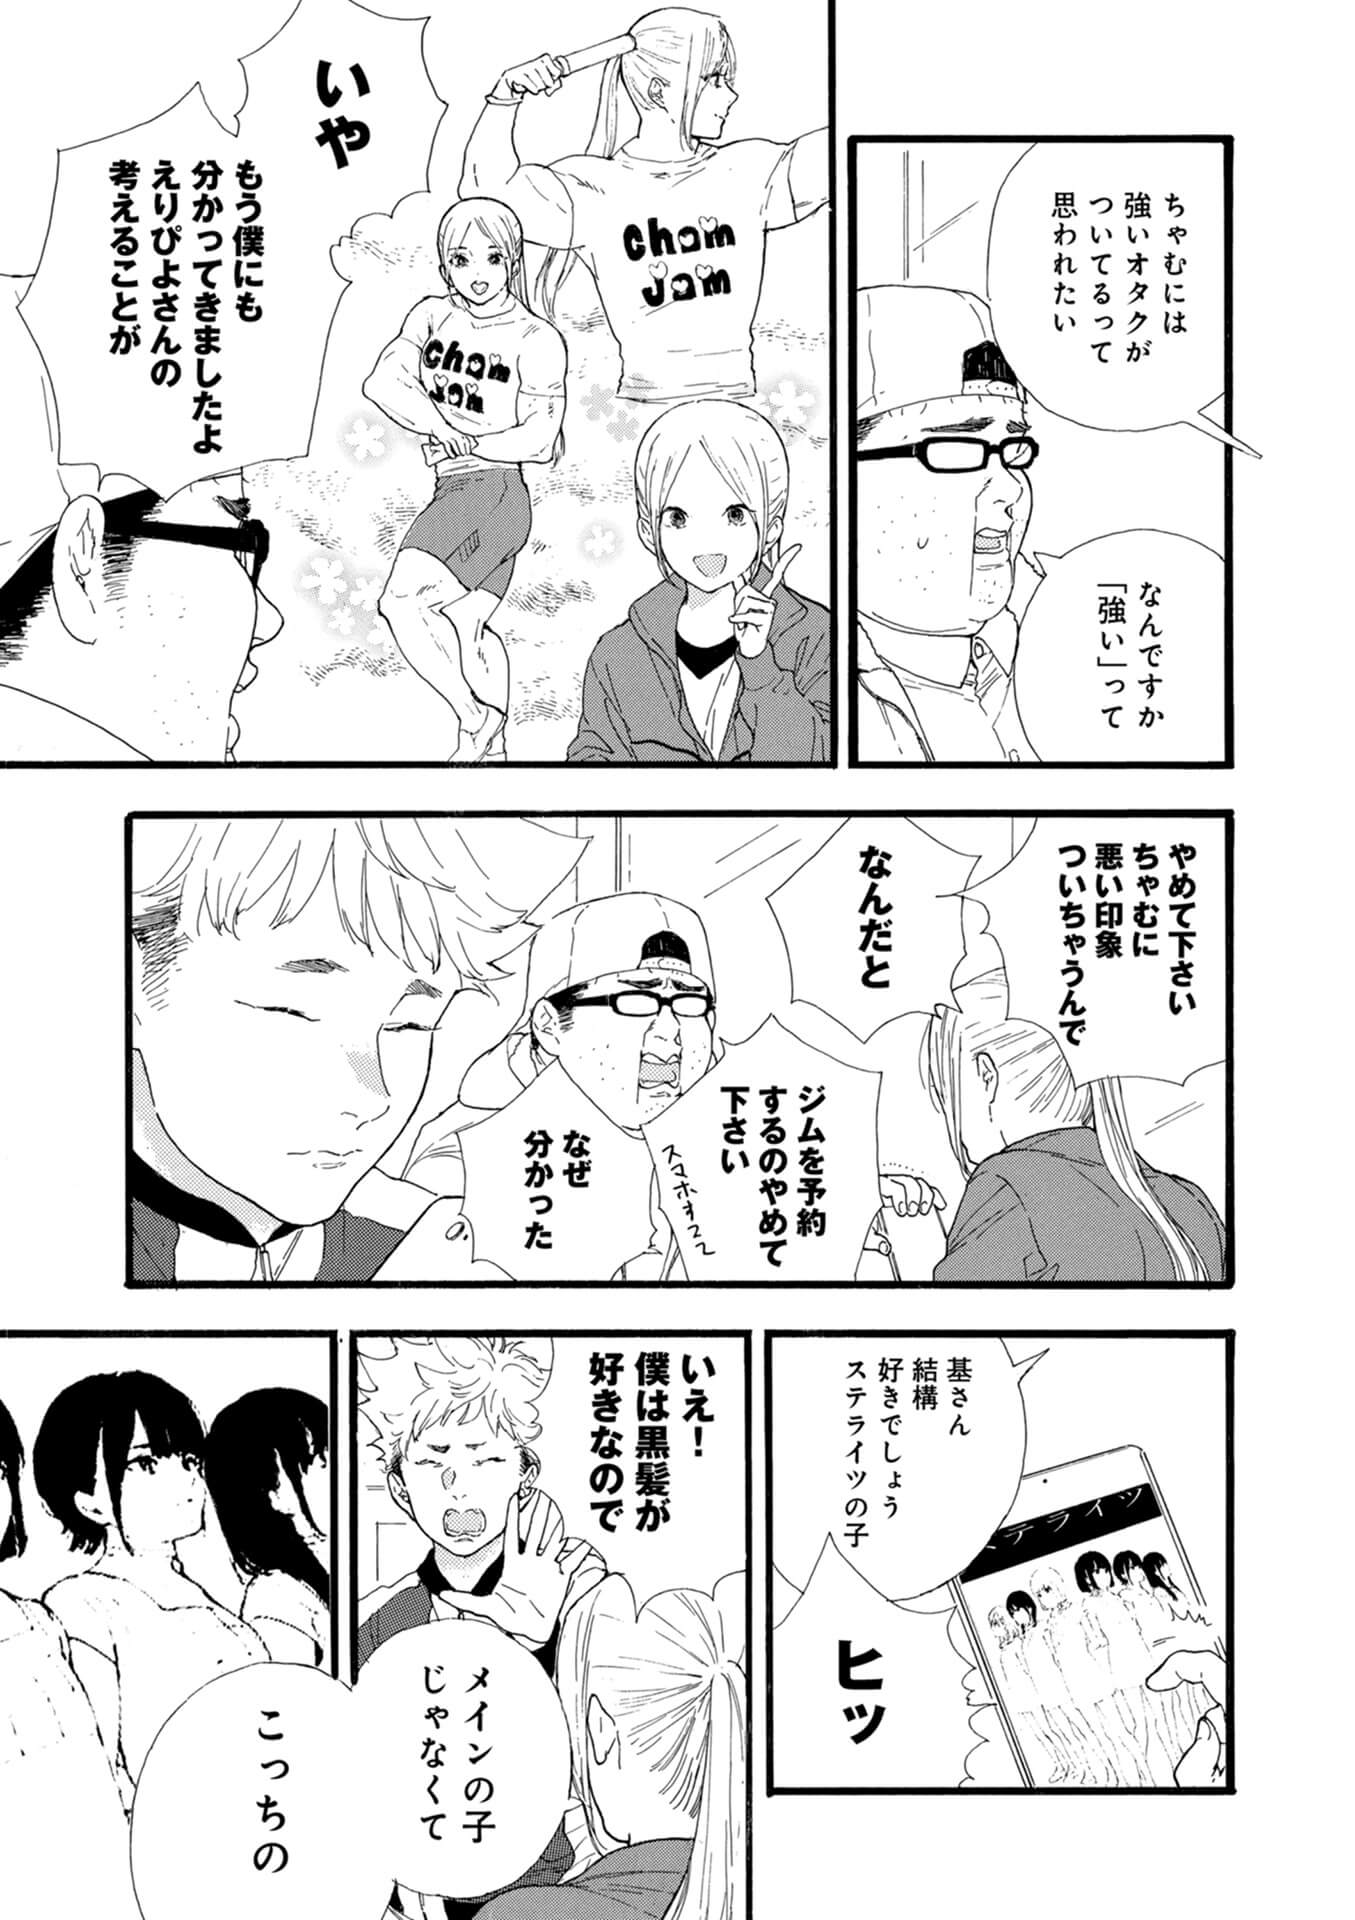 ちゃむには
強いオタクが
ついてるって
思われたい
なんですか
「強い」って
いや
もう僕にも
分かってきましたよ
えりぴよさんの
考えることが
Cham
Jam
Cham
Jam
やめて下さい
ちゃむに
悪い印象
ついちゃうんで
なんだと
ジムを予約
するのやめて
下さい
スマホすてて
なぜ
分かった
基さん
結構
好きでしょう
ステライツの子
ステライツ
ヒッ
いえ!
僕は黒髪が
好きなので
メインの子
じゃなくて
こっちの